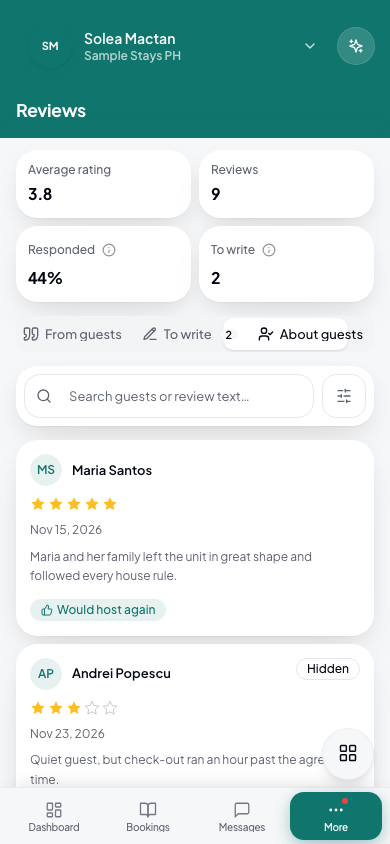 SM
Solea Mactan
Sample Stays PH
Reviews
Average rating
3.8
Reviews
9
Responded
44%
To write
2
From guests
To write
2
About guests
Search guests or review text...
MS
Maria Santos
Nov 15, 2026
Maria and her family left the unit in great shape and
followed every house rule.
Would host again
AP
Andrei Popescu
Hidden
Nov 23, 2026
Quiet guest, but check-out ran an hour past the
time.
Dashboard
Bookings
Messages
More